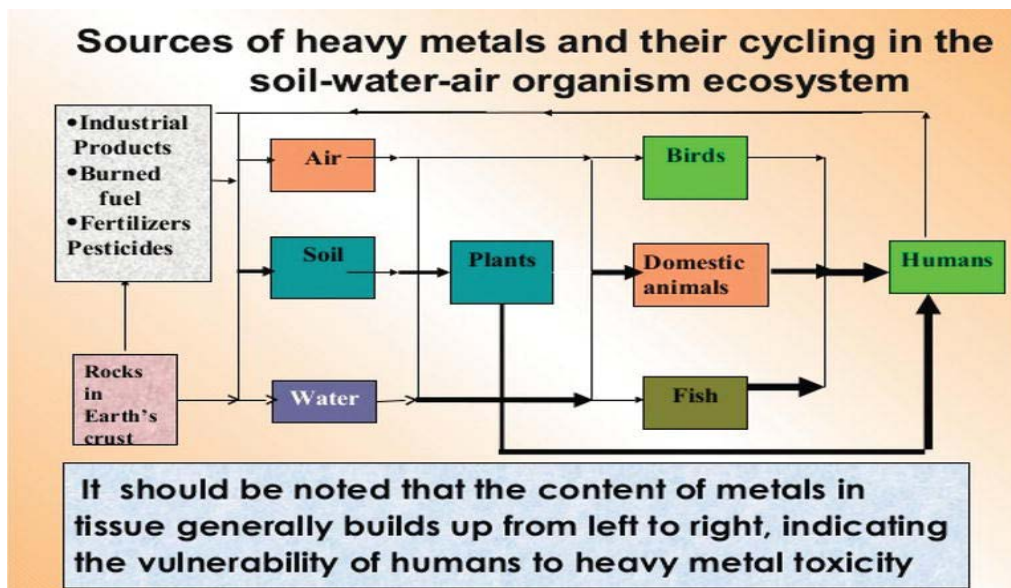 Sources of heavy metals and their cycling in the
soil-water-air organism ecosystem
•Industrial
Products
•Burned
fuel
•Fertilizers
Pesticides
Rocks
in
Earth's
crust
Air
Soil
Water
Plants
Birds
Domestic
animals
Fish
Humans
It should be noted that the content of metals in
tissue generally builds up from left to right, indicating
the vulnerability of humans to heavy metal toxicity